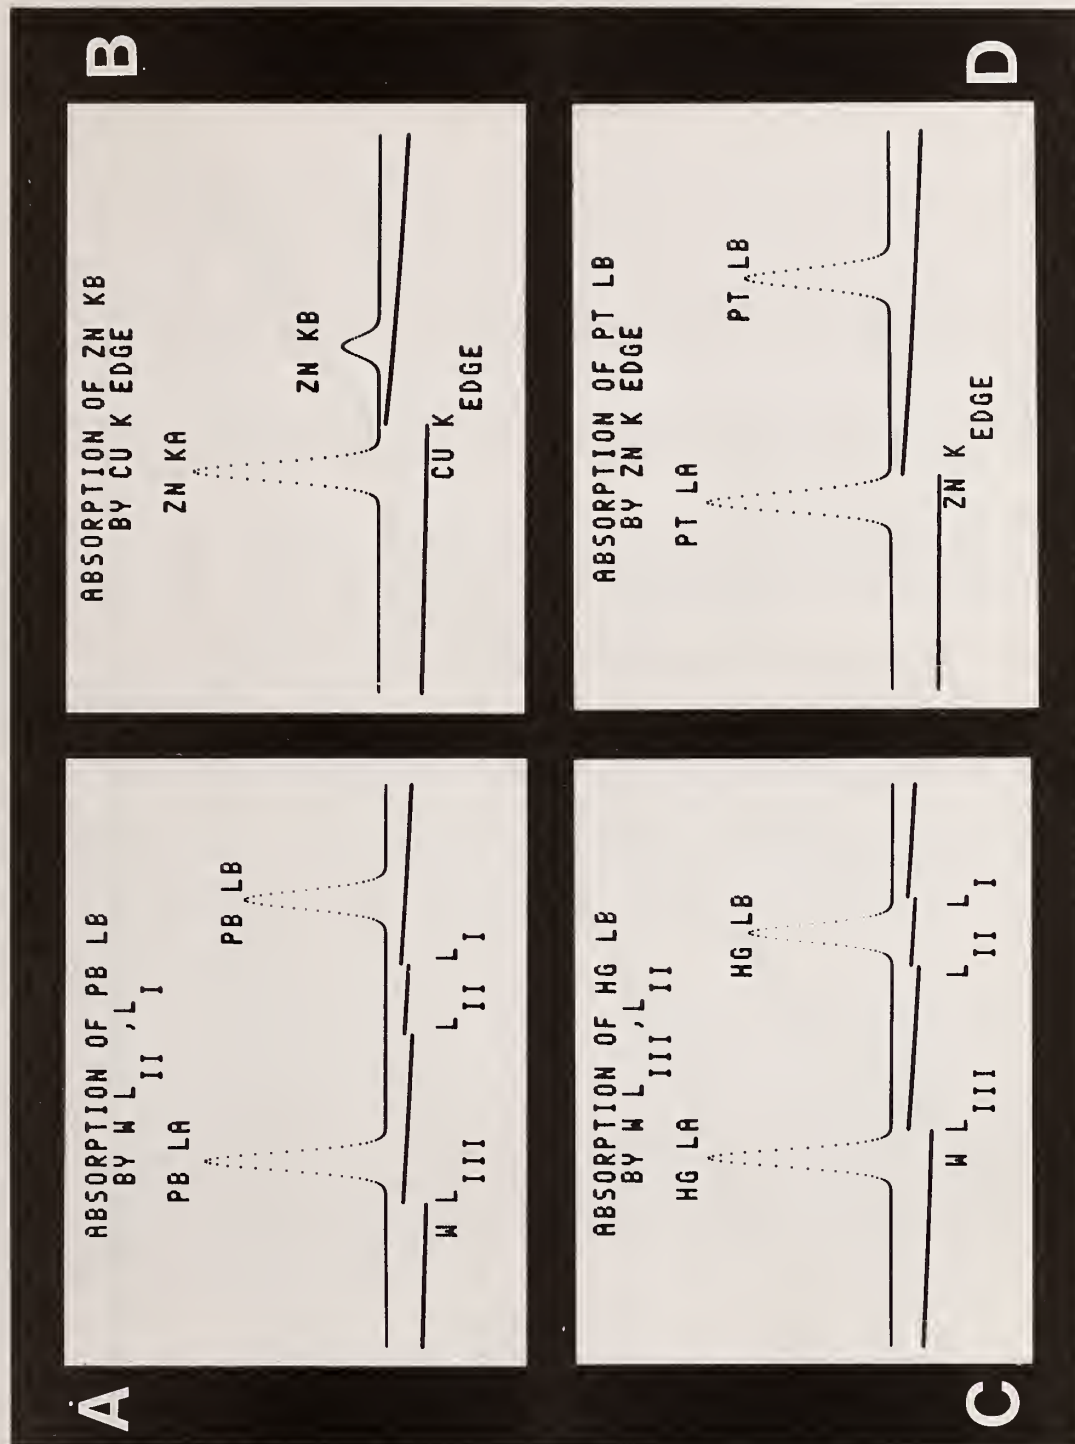 A
ABSORPTION OF PB LB
BY W L II ,L I
PB LA
PB LB
W L III
L II
L I
B
ABSORPTION OF ZN KB
BY CU K EDGE
ZN KA
ZN KB
CU K
EDGE
C
ABSORPTION OF HG LB
BY W L III ,L II
HG LA
HG LB
W L III
L II
L I
D
ABSORPTION OF PT LB
BY ZN K EDGE
PT LA
PT LB
ZN K
EDGE